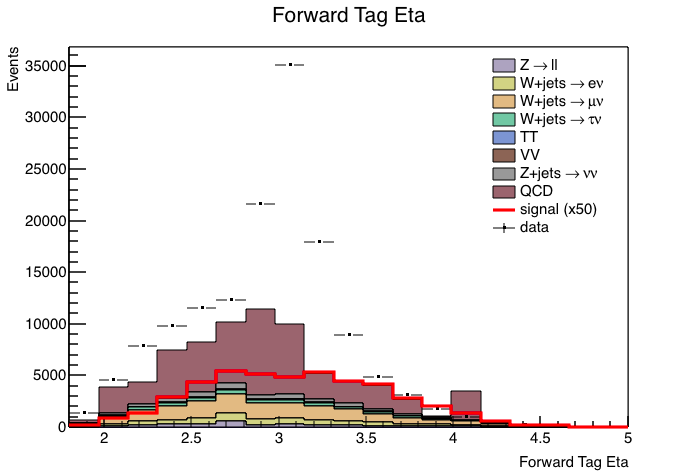 Forward Tag Eta
Events
35000
30000
25000
20000
15000
10000
5000
0
2 2.5 3 3.5 4 4.5 5
Forward Tag Eta
Z → ll
W+jets → eν
W+jets → μν
W+jets → τν
TT
VV
Z+jets → νν
QCD
signal (x50)
data